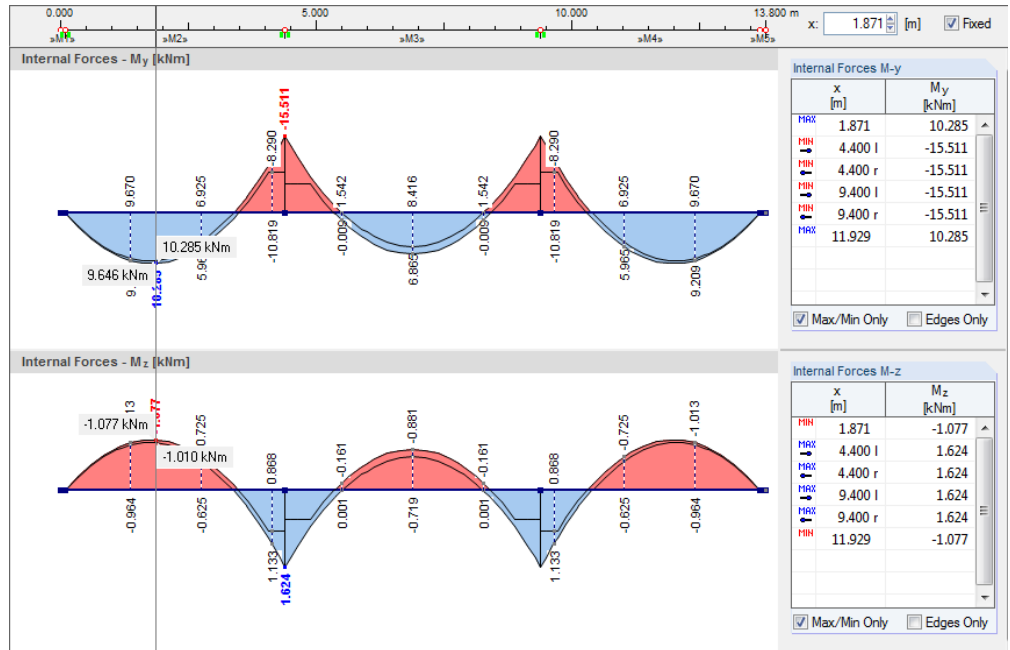 0.000 5.000 10.000 13.800 m
x: 1.871 [m] Fixed
»M1» »M2» »M3» »M4» »M5»
Internal Forces - My [kNm]
-15.511
9.670 6.925 -8.290 1.542 8.416 1.542 -8.290 6.925 9.670
10.285 kNm
9.646 kNm
10.285 -10.819 -0.009 6.865 -0.009 -10.819 5.965 9.209
Internal Forces M-y
x My
[m] [kNm]
MAX 1.871 10.285
MIN 4.400 l -15.511
MIN 4.400 r -15.511
MIN 9.400 l -15.511
MIN 9.400 r -15.511
MAX 11.929 10.285
Max/Min Only Edges Only
Internal Forces - Mz [kNm]
-1.077 kNm
-1.010 kNm
0.868 -0.161 -0.881 -0.161 0.868 -0.725 -1.013
-0.964 -0.625 1.133 0.001 -0.719 0.001 1.133 -0.625 -0.964
1.624
Internal Forces M-z
x Mz
[m] [kNm]
MIN 1.871 -1.077
MAX 4.400 l 1.624
MAX 4.400 r 1.624
MAX 9.400 l 1.624
MAX 9.400 r 1.624
MIN 11.929 -1.077
Max/Min Only Edges Only